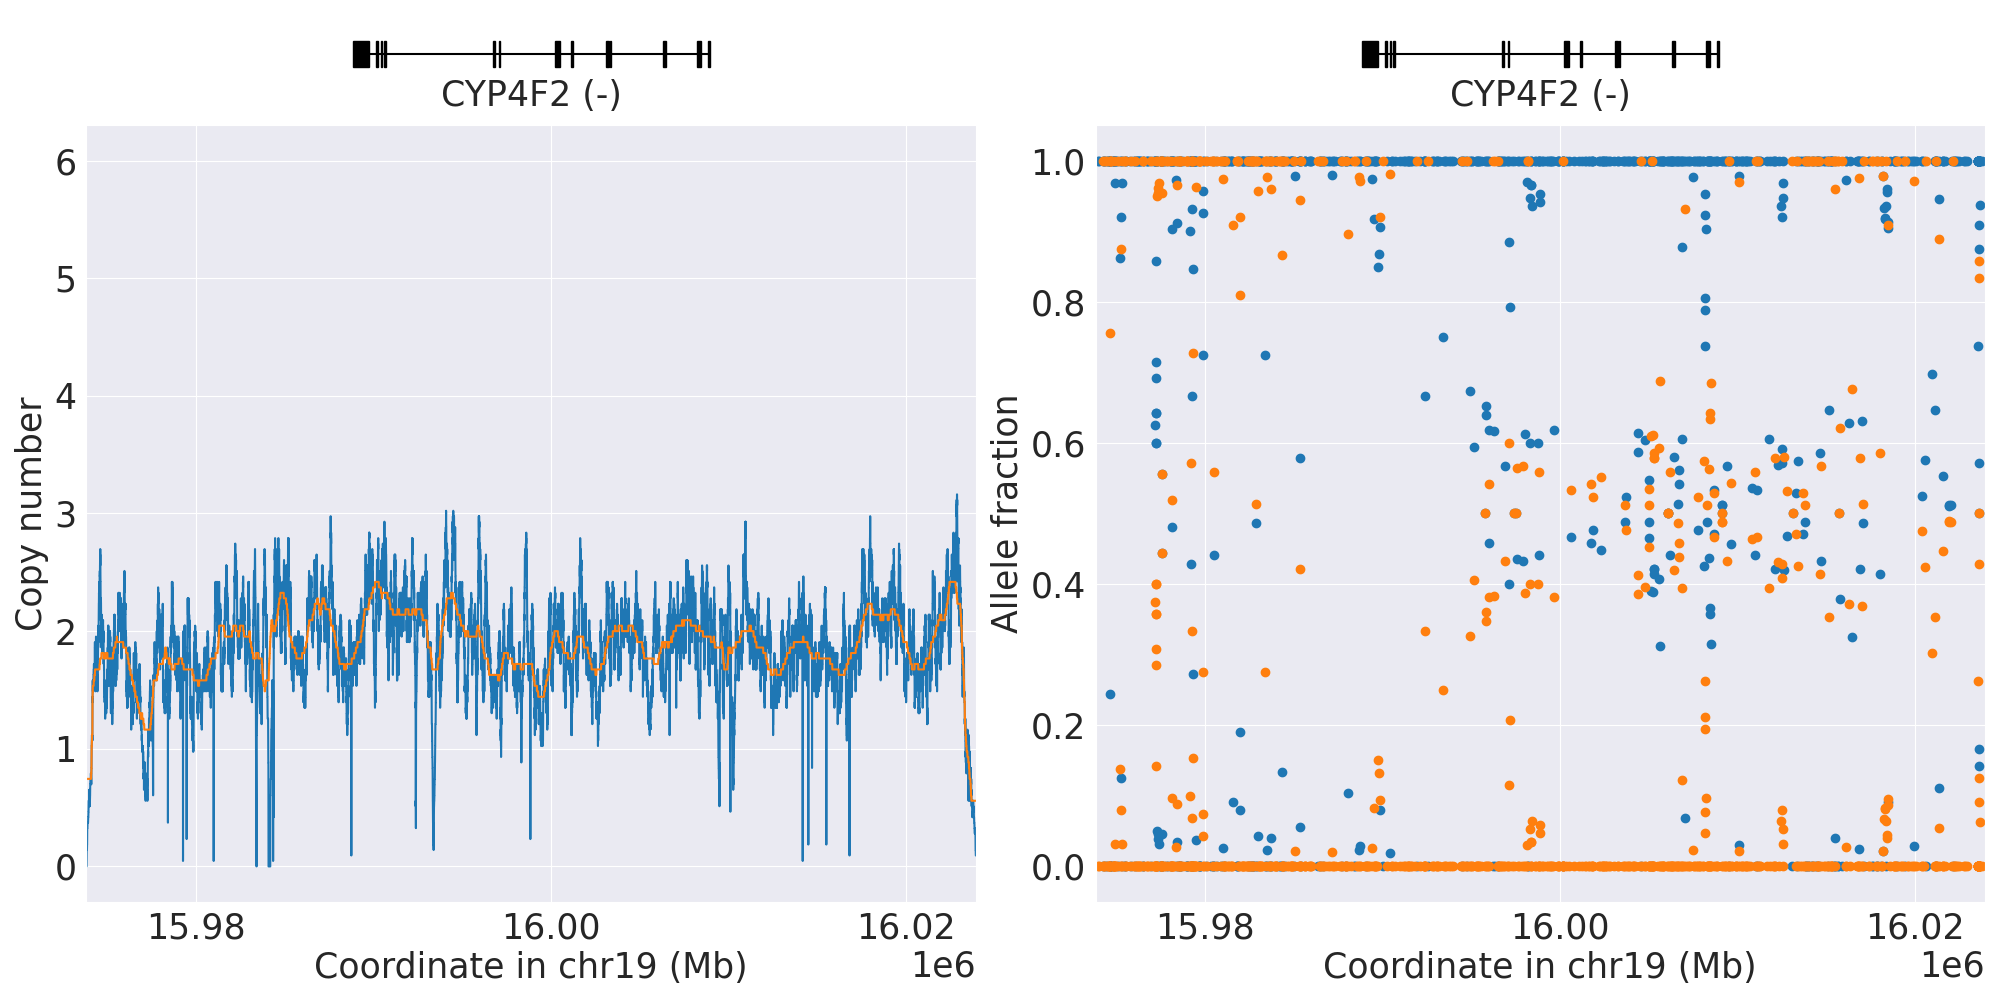 CYP4F2 (-)
6
5
4
3
2
1
0
Copy number
15.98
16.00
16.02
Coordinate in chr19 (Mb)
1e6
CYP4F2 (-)
1.0
0.8
0.6
0.4
0.2
0.0
Allele fraction
15.98
16.00
16.02
Coordinate in chr19 (Mb)
1e6